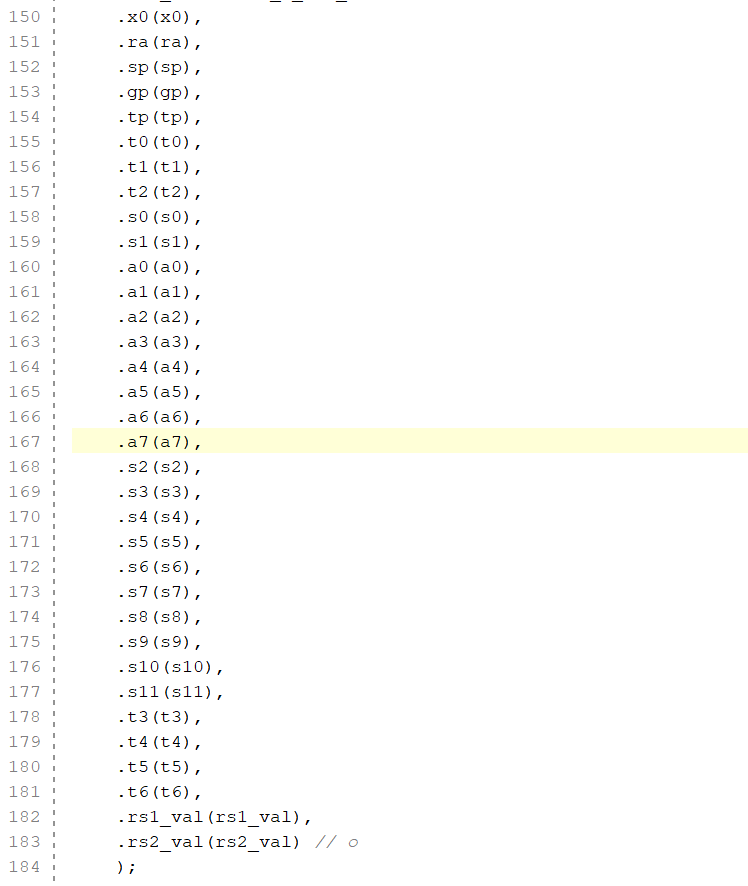 150 .x0(x0),
151 .ra(ra),
152 .sp(sp),
153 .gp(gp),
154 .tp(tp),
155 .t0(t0),
156 .t1(t1),
157 .t2(t2),
158 .s0(s0),
159 .s1(s1),
160 .a0(a0),
161 .a1(a1),
162 .a2(a2),
163 .a3(a3),
164 .a4(a4),
165 .a5(a5),
166 .a6(a6),
167 .a7(a7),
168 .s2(s2),
169 .s3(s3),
170 .s4(s4),
171 .s5(s5),
172 .s6(s6),
173 .s7(s7),
174 .s8(s8),
175 .s9(s9),
176 .s10(s10),
177 .s11(s11),
178 .t3(t3),
179 .t4(t4),
180 .t5(t5),
181 .t6(t6),
182 .rs1_val(rs1_val),
183 .rs2_val(rs2_val) // o
184 );